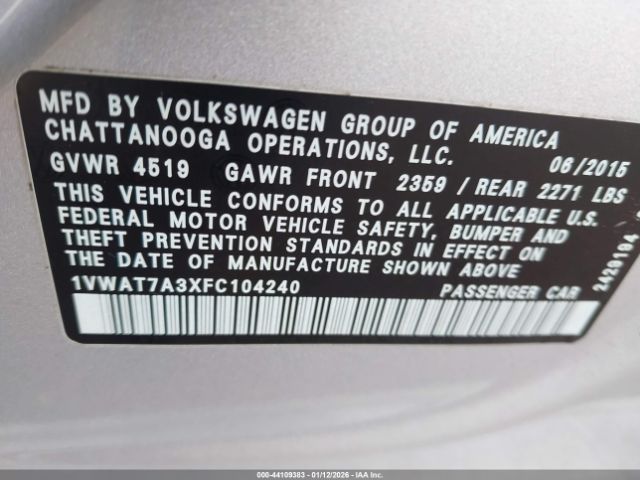 MFD BY VOLKSWAGEN GROUP OF AMERICA
CHATTANOOGA OPERATIONS, LLC. 06/2015
GVWR 4519 GAWR FRONT 2359 / REAR 2271 LBS
THIS VEHICLE CONFORMS TO ALL APPLICABLE U.S.
FEDERAL MOTOR VEHICLE SAFETY, BUMPER AND
THEFT PREVENTION STANDARDS IN EFFECT ON
THE DATE OF MANUFACTURE SHOWN ABOVE
1VWAT7A3XFC104240 PASSENGER CAR
2429194
000-44109383 - 01/12/2026 - IAA Inc.